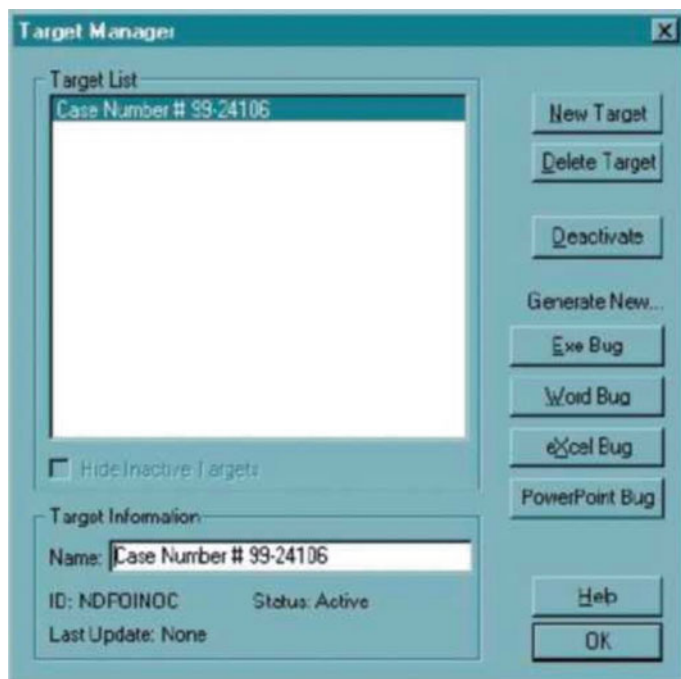 Target Manager
Target List
Case Number # 99-24106
New Target
Delete Target
Deactivate
Generate New...
Exe Bug
Word Bug
eXcel Bug
PowerPoint Bug
Hide Inactive Targets
Target Information
Name: Case Number # 99-24106
ID: NDFOINOC Status: Active
Last Update: None
Help
OK